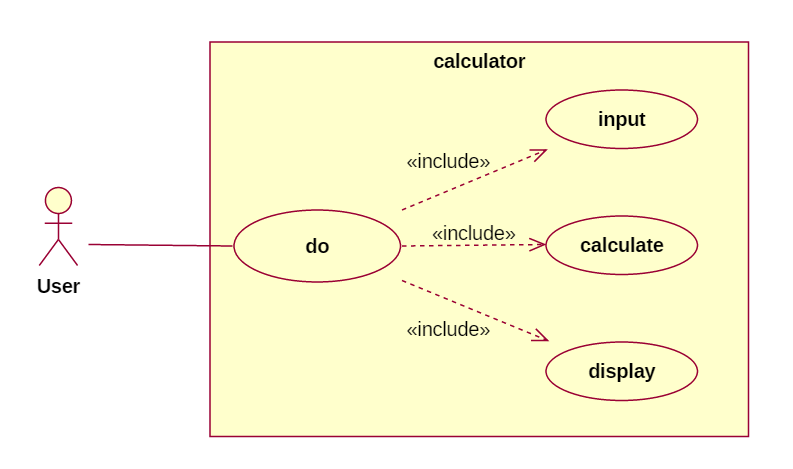 calculator
input
«include»
«include»
do
calculate
User
«include»
display